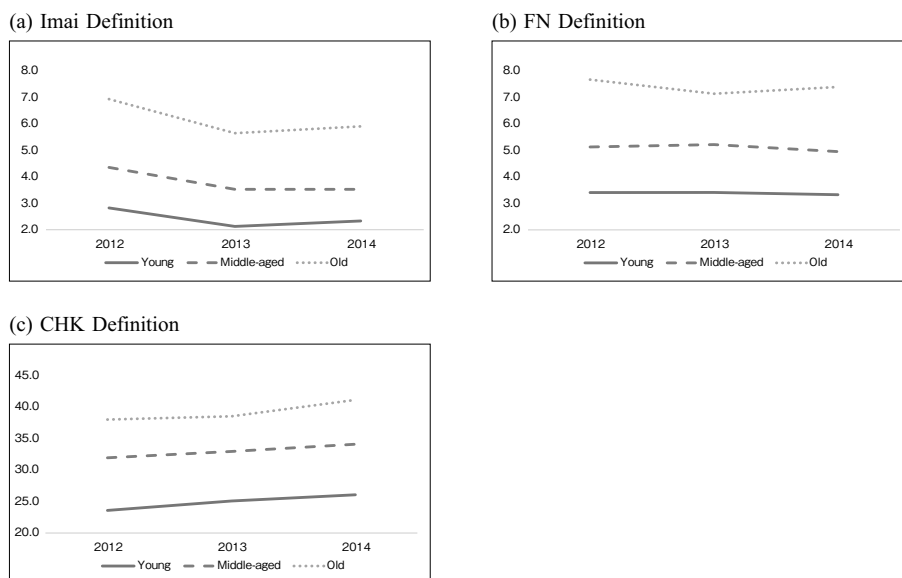 (a) Imai Definition
8.0
7.0
6.0
5.0
4.0
3.0
2.0
2012 2013 2014
Young Middle-aged Old
(b) FN Definition
8.0
7.0
6.0
5.0
4.0
3.0
2.0
2012 2013 2014
Young Middle-aged Old
(c) CHK Definition
45.0
40.0
35.0
30.0
25.0
20.0
2012 2013 2014
Young Middle-aged Old